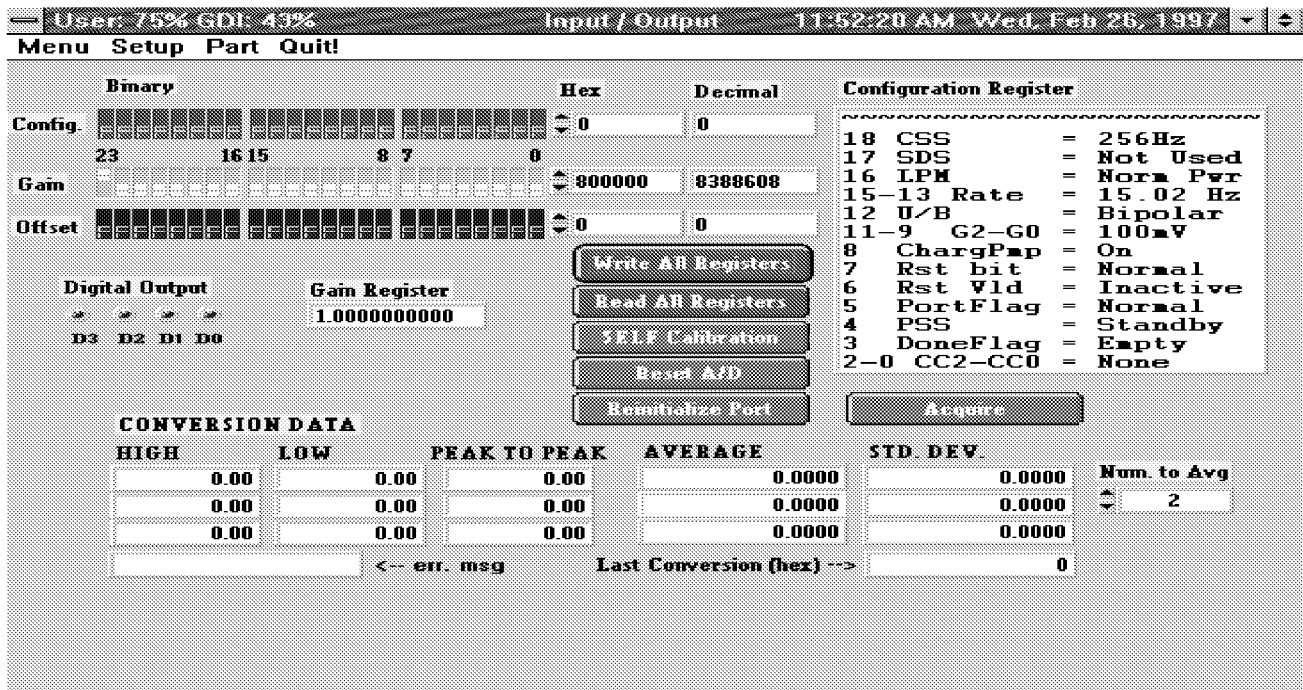 User: 75% GDI: 43% Input / Output 11:52:20 AM Wed, Feb 26, 1997
Menu Setup Part Quit!
Binary Hex Decimal Configuration Register
Config. 0 0
23 16 15 8 7 0
Gain 800000 8388608
Offset 0 0
18 CSS = 256Hz
17 SDS = Not Used
16 LPM = Norm Pwr
15-13 Rate = 15.02 Hz
12 U/B = Bipolar
11-9 G2-G0 = 100mV
8 ChargPmp = On
7 Rst bit = Normal
6 Rst Vld = Inactive
5 PortFlag = Normal
4 PSS = Standby
3 DoneFlag = Empty
2-0 CC2-CC0 = None
Write All Registers
Read All Registers
SELF Calibration
Reset A/D
Reinitialize Port
Acquire
Digital Output
D3 D2 D1 D0
Gain Register
1.0000000000
CONVERSION DATA
HIGH LOW PEAK TO PEAK AVERAGE STD. DEV.
0.00 0.00 0.00 0.0000 0.0000
0.00 0.00 0.00 0.0000 0.0000
0.00 0.00 0.00 0.0000 0.0000
Num. to Avg
2
<-- err. msg Last Conversion (hex) --> 0